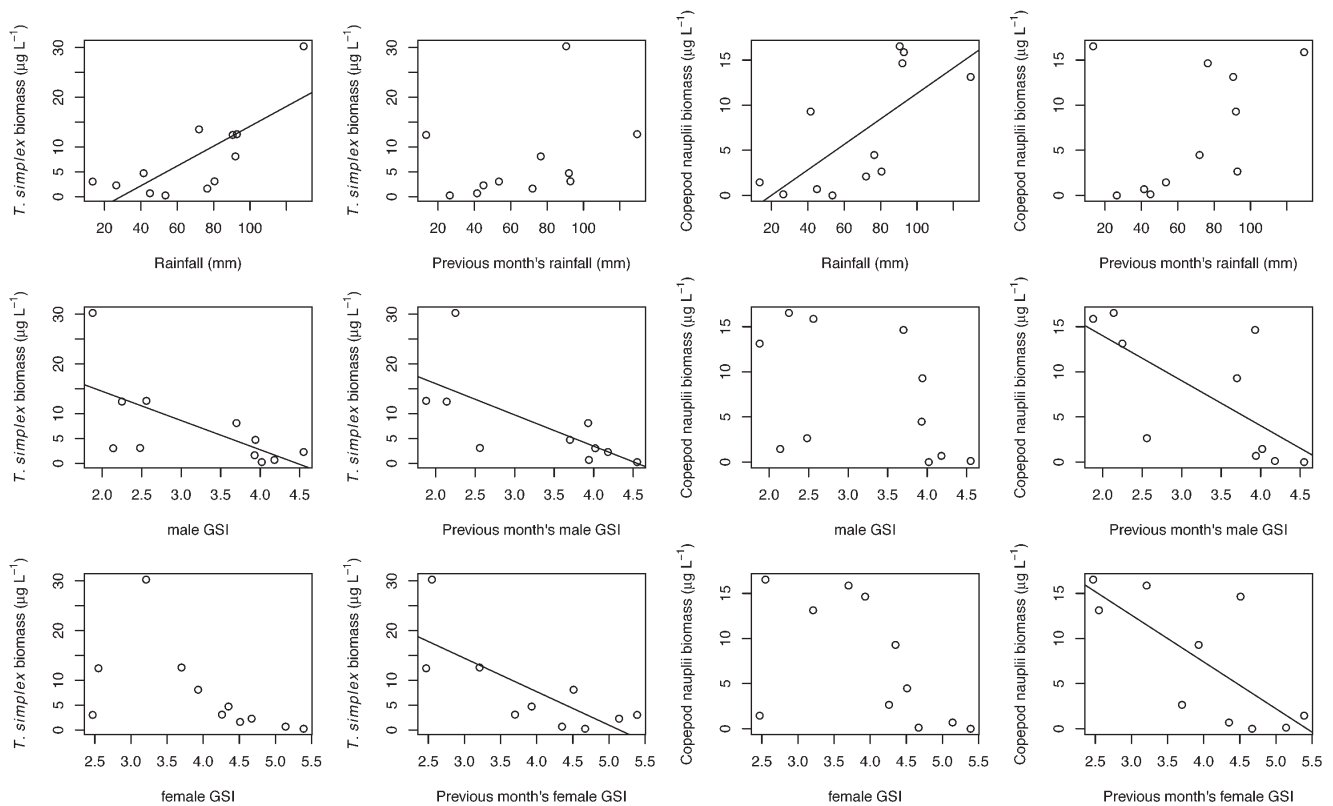 T. simplex biomass (µg L⁻¹)
0 5 10 20 30
20 40 60 80 100
Rainfall (mm)
T. simplex biomass (µg L⁻¹)
0 5 10 20 30
20 40 60 80 100
Previous month's rainfall (mm)
Copepod nauplii biomass (µg L⁻¹)
0 5 10 15
20 40 60 80 100
Rainfall (mm)
Copepod nauplii biomass (µg L⁻¹)
0 5 10 15
20 40 60 80 100
Previous month's rainfall (mm)
T. simplex biomass (µg L⁻¹)
0 5 10 20 30
2.0 2.5 3.0 3.5 4.0 4.5
male GSI
T. simplex biomass (µg L⁻¹)
0 5 10 20 30
2.0 2.5 3.0 3.5 4.0 4.5
Previous month's male GSI
Copepod nauplii biomass (µg L⁻¹)
0 5 10 15
2.0 2.5 3.0 3.5 4.0 4.5
male GSI
Copepod nauplii biomass (µg L⁻¹)
0 5 10 15
2.0 2.5 3.0 3.5 4.0 4.5
Previous month's male GSI
T. simplex biomass (µg L⁻¹)
0 5 10 20 30
2.5 3.0 3.5 4.0 4.5 5.0 5.5
female GSI
T. simplex biomass (µg L⁻¹)
0 5 10 20 30
2.5 3.0 3.5 4.0 4.5 5.0 5.5
Previous month's female GSI
Copepod nauplii biomass (µg L⁻¹)
0 5 10 15
2.5 3.0 3.5 4.0 4.5 5.0 5.5
female GSI
Copepod nauplii biomass (µg L⁻¹)
0 5 10 15
2.5 3.0 3.5 4.0 4.5 5.0 5.5
Previous month's female GSI